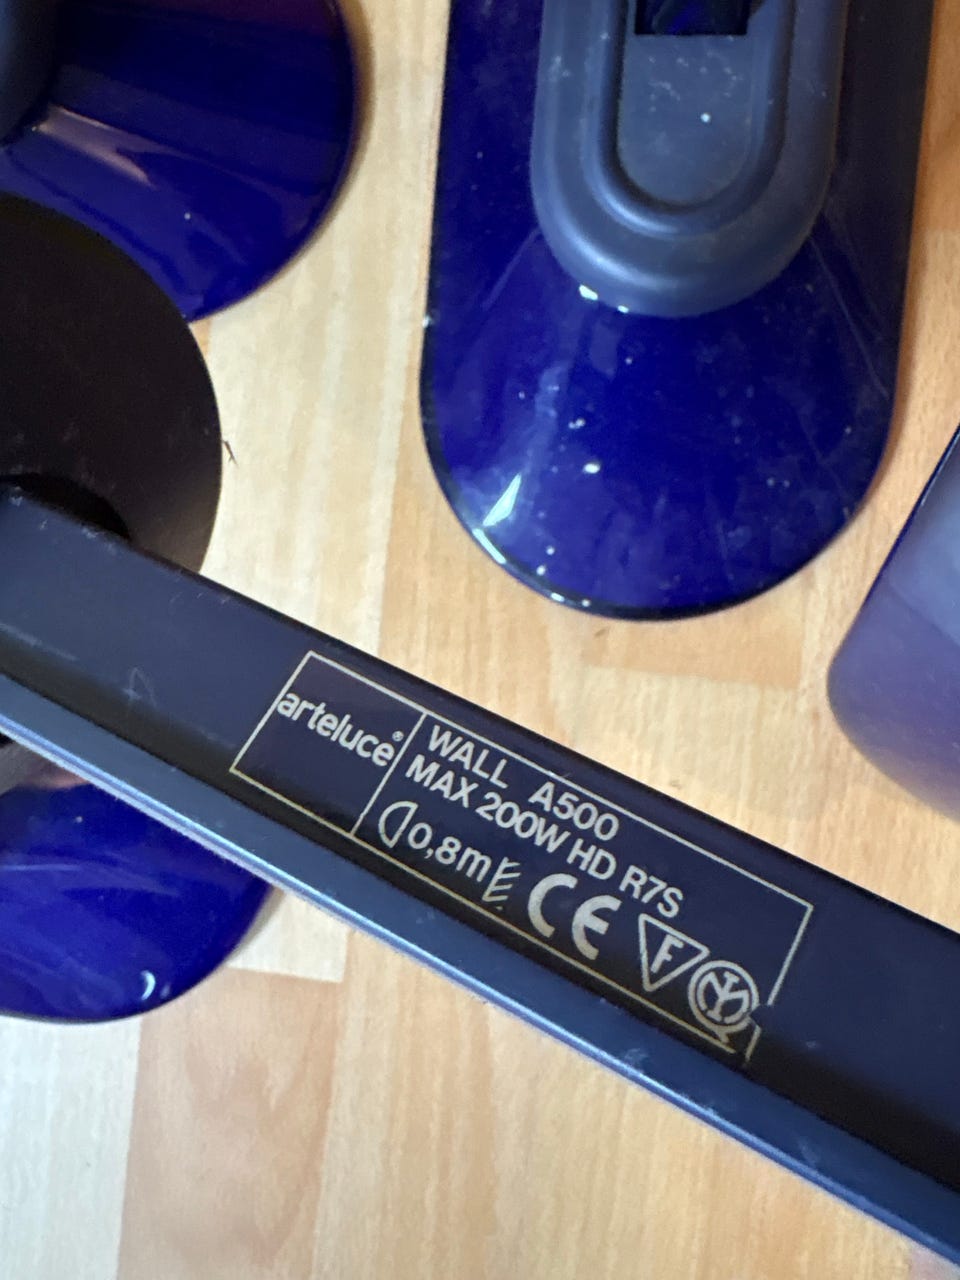 arteluce®
WALL A500
MAX 200W HD R7S
0,8m
CE F